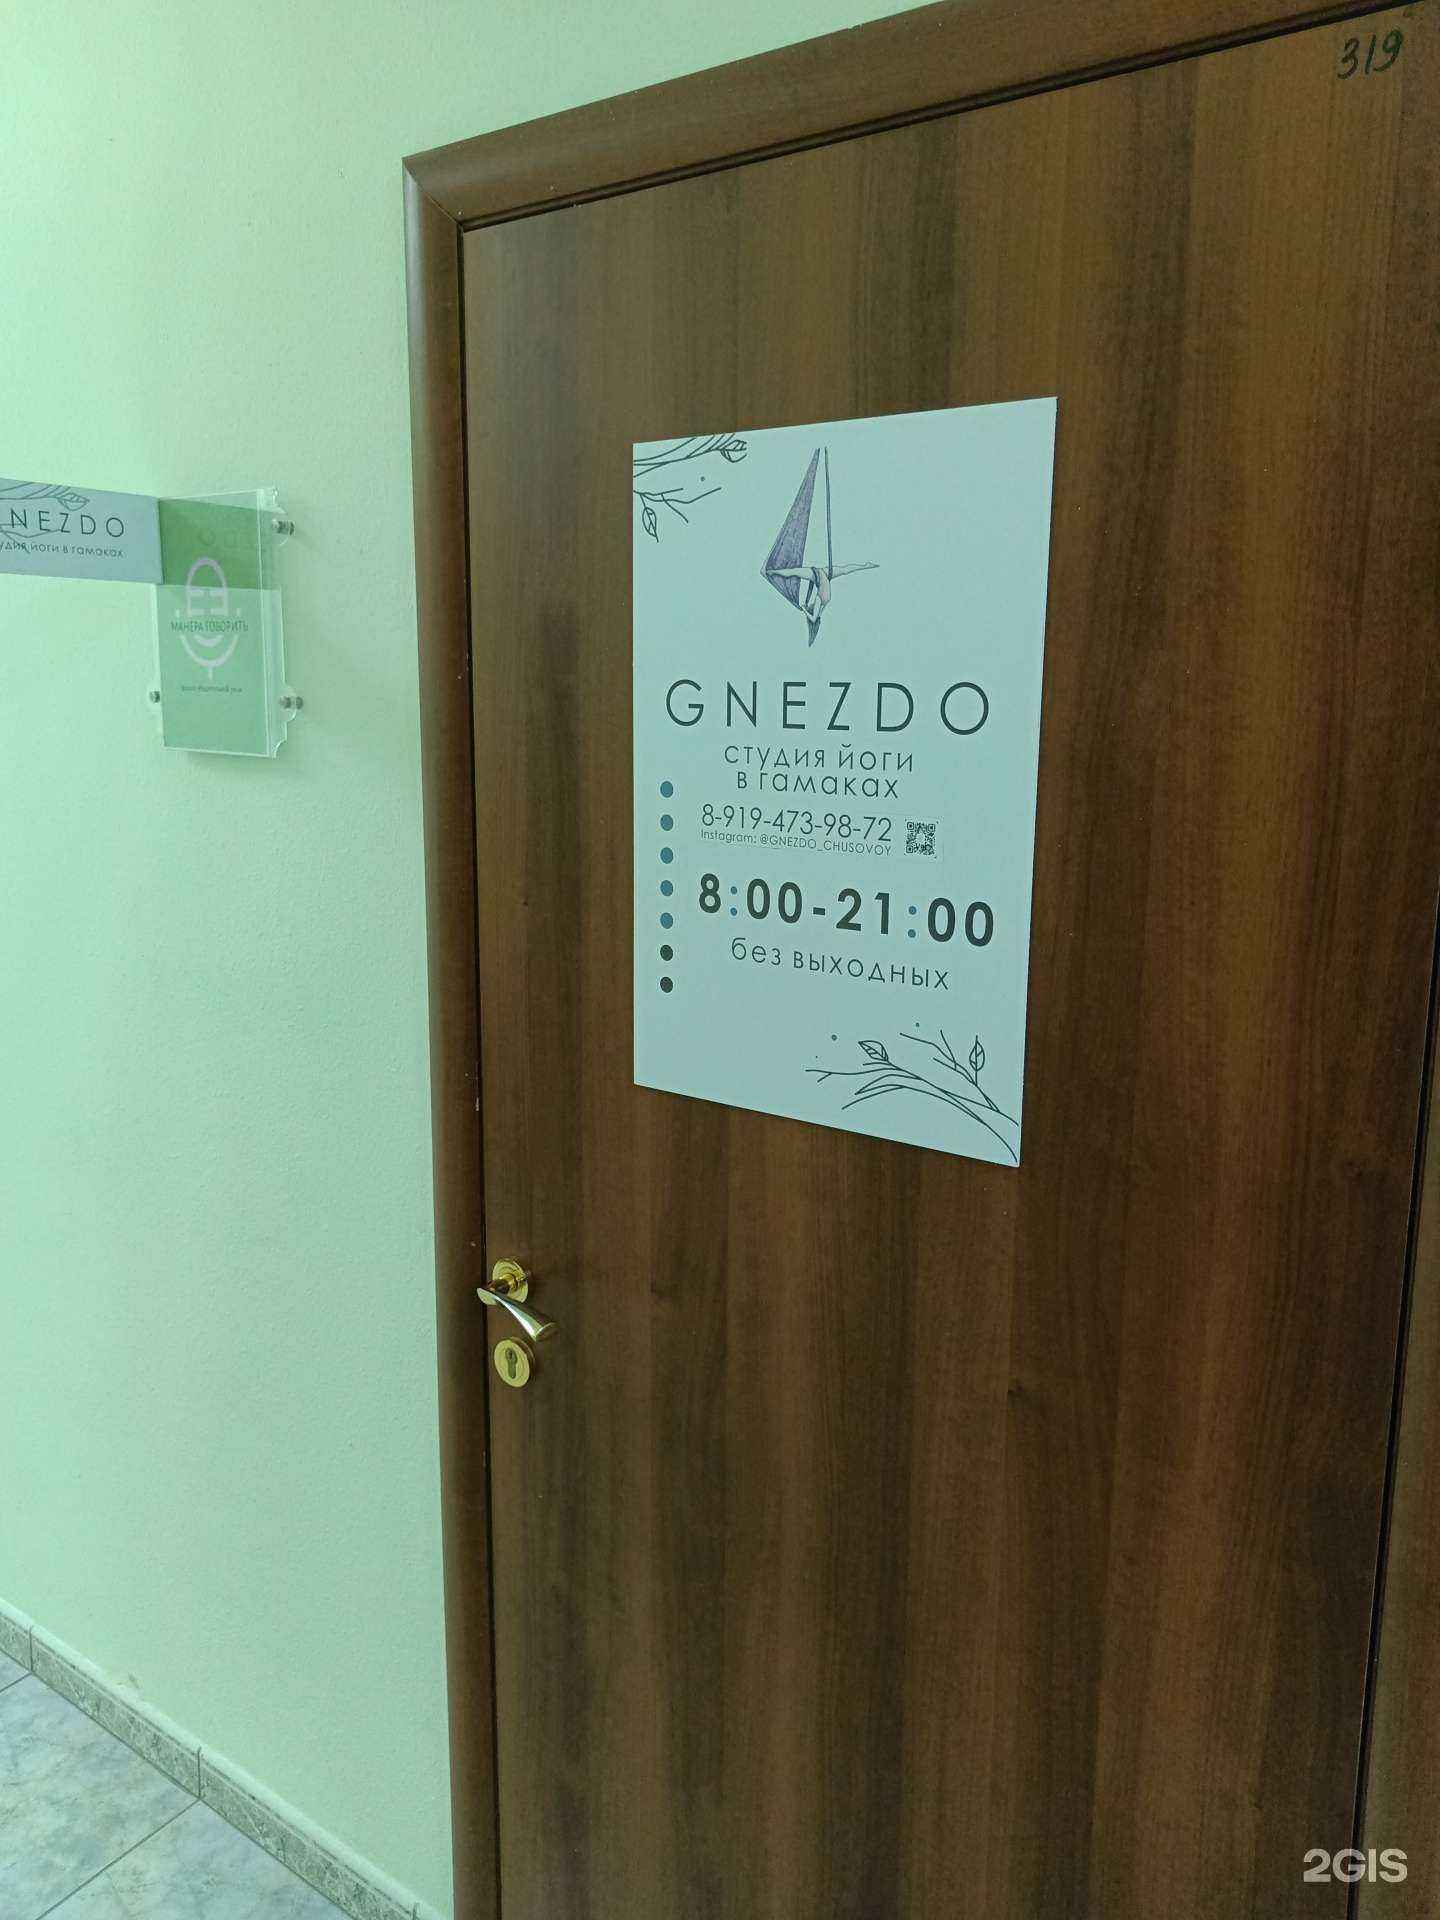 319
GNEZDO
студия йоги
в гамаках
8-919-473-98-72
Instagram: @GNEZDO_CHUSOVOY
8:00-21:00
без выходных
NEZDO
йоги в гамаках
МАНЕРА ГОВОРИТЬ
2GIS